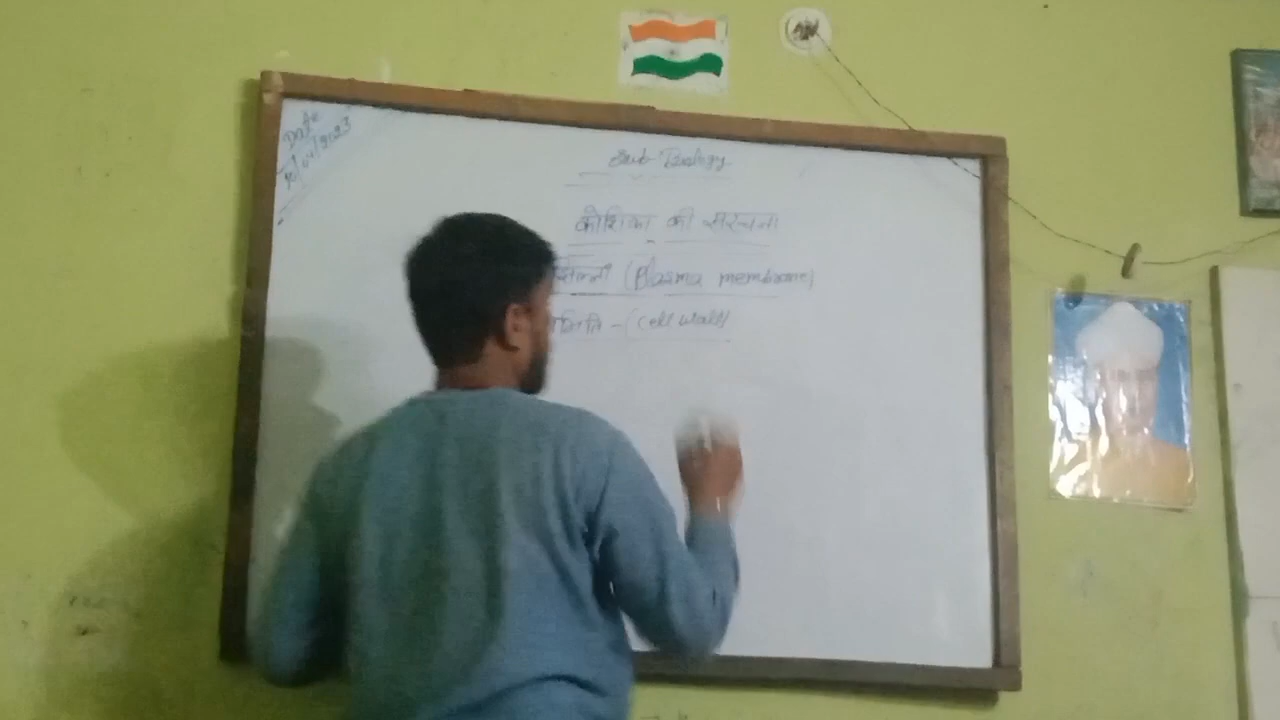 Date
Sub-Biology
कोशिका की संरचना
झिल्ली (Plasma membrane)
भित्ति - (Cell wall)